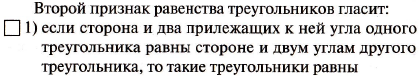 Второй признак равенства треугольников гласит:
1) если сторона и два прилежащих к ней угла одного
треугольника равны стороне и двум углам другого
треугольника, то такие треугольники равны